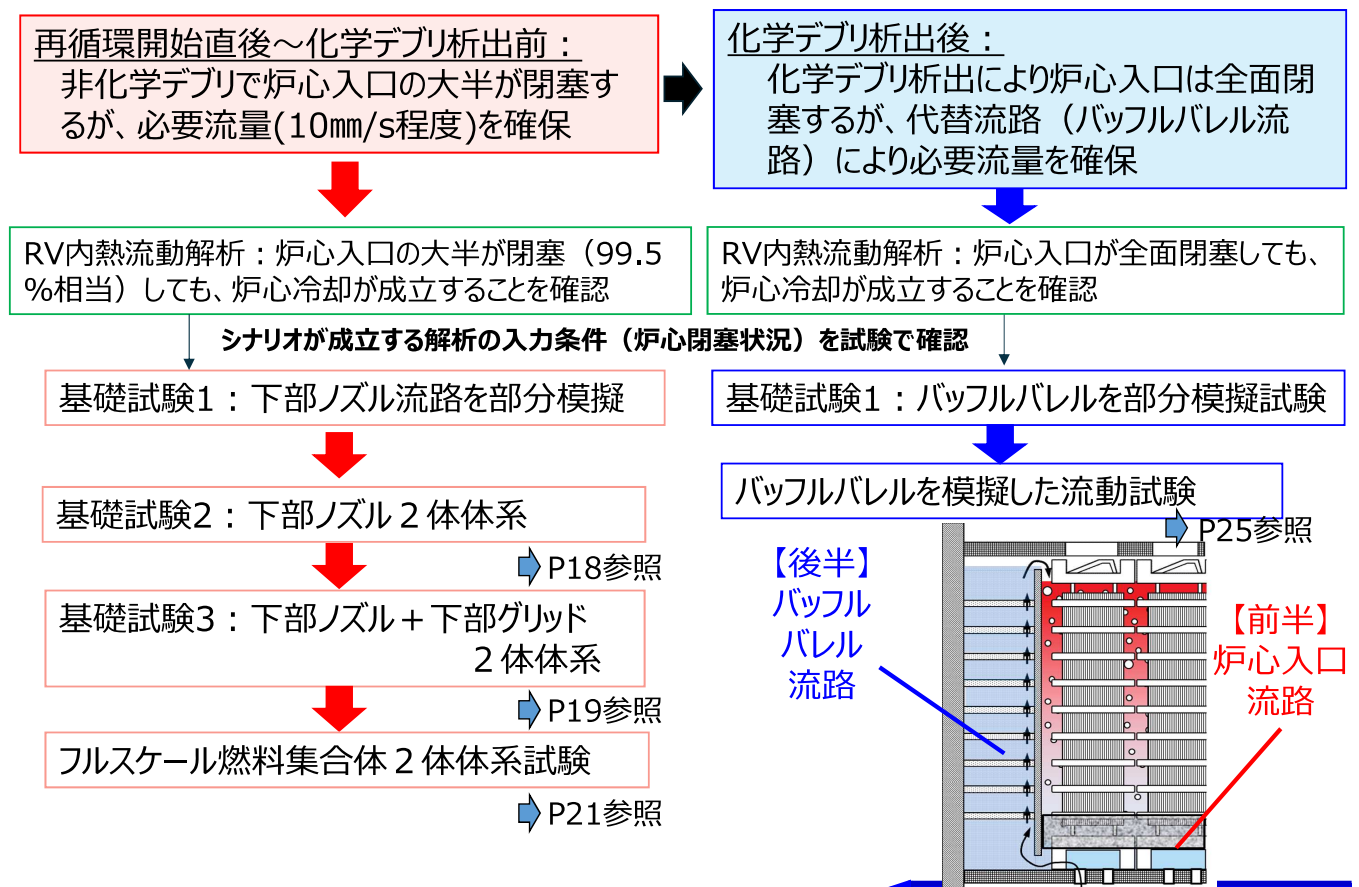 再循環開始直後～化学デブリ析出前：
非化学デブリで炉心入口の大半が閉塞す
るが、必要流量(10㎜/s程度)を確保
化学デブリ析出後：
化学デブリ析出により炉心入口は全面閉
塞するが、代替流路（バッフルバレル流
路）により必要流量を確保
RV内熱流動解析：炉心入口の大半が閉塞（99.5
%相当）しても、炉心冷却が成立することを確認
RV内熱流動解析：炉心入口が全面閉塞しても、
炉心冷却が成立することを確認
シナリオが成立する解析の入力条件（炉心閉塞状況）を試験で確認
基礎試験1：下部ノズル流路を部分模擬
基礎試験2：下部ノズル２体体系
P18参照
基礎試験3：下部ノズル＋下部グリッド
２体体系
P19参照
フルスケール燃料集合体２体体系試験
P21参照
基礎試験1：バッフルバレルを部分模擬試験
バッフルバレルを模擬した流動試験
P25参照
【後半】
バッフル
バレル
流路
【前半】
炉心入口
流路